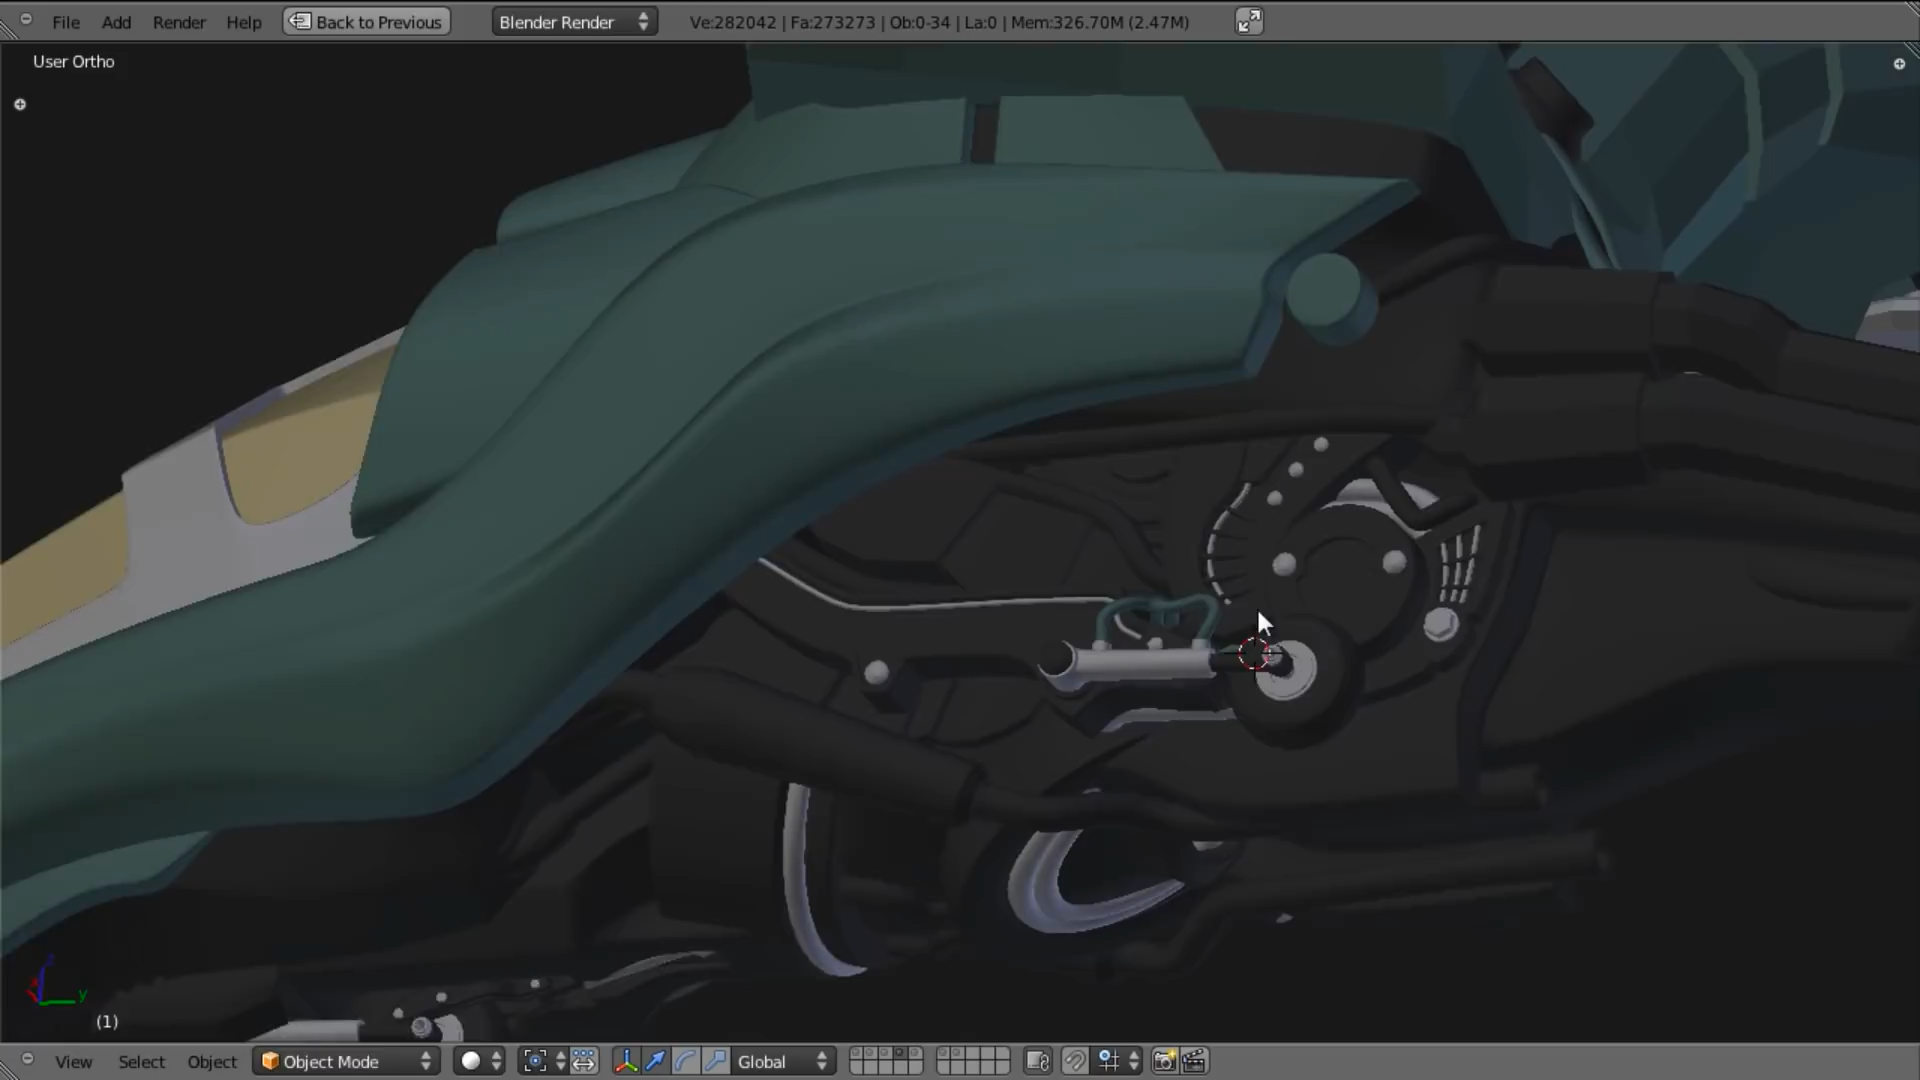 File Add Render Help Back to Previous Blender Render Ve:282042 | Fa:273273 | Ob:0-34 | La:0 | Mem:326.70M (2.47M)
User Ortho
z
x y
(1)
View Select Object Object Mode Global